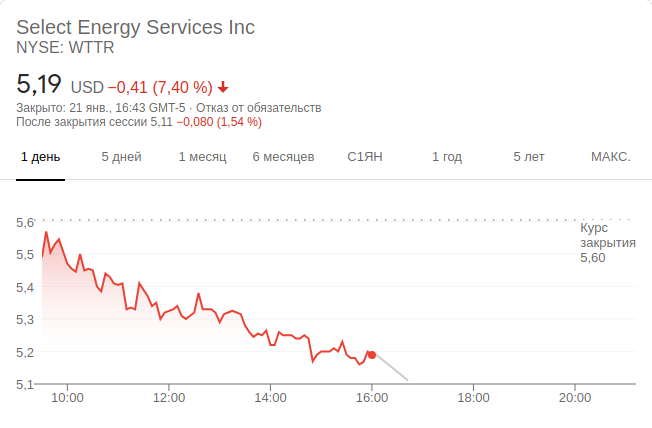 Select Energy Services Inc
NYSE: WTTR
5,19 USD −0,41 (7,40 %)
Закрыто: 21 янв., 16:43 GMT-5 · Отказ от обязательств
После закрытия сессии 5,11 −0,080 (1,54 %)
1 день 5 дней 1 месяц 6 месяцев С1ЯН 1 год 5 лет МАКС.
5,6
Курс
закрытия
5,60
5,5
5,4
5,3
5,2
5,1
10:00 12:00 14:00 16:00 18:00 20:00